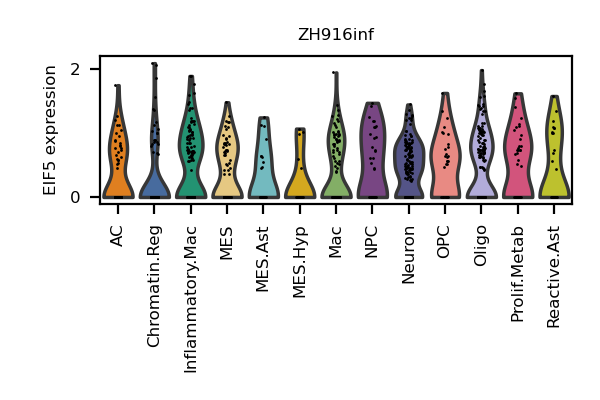 ZH916inf
EIF5 expression
2
0
AC
Chromatin.Reg
Inflammatory.Mac
MES
MES.Ast
MES.Hyp
Mac
NPC
Neuron
OPC
Oligo
Prolif.Metab
Reactive.Ast